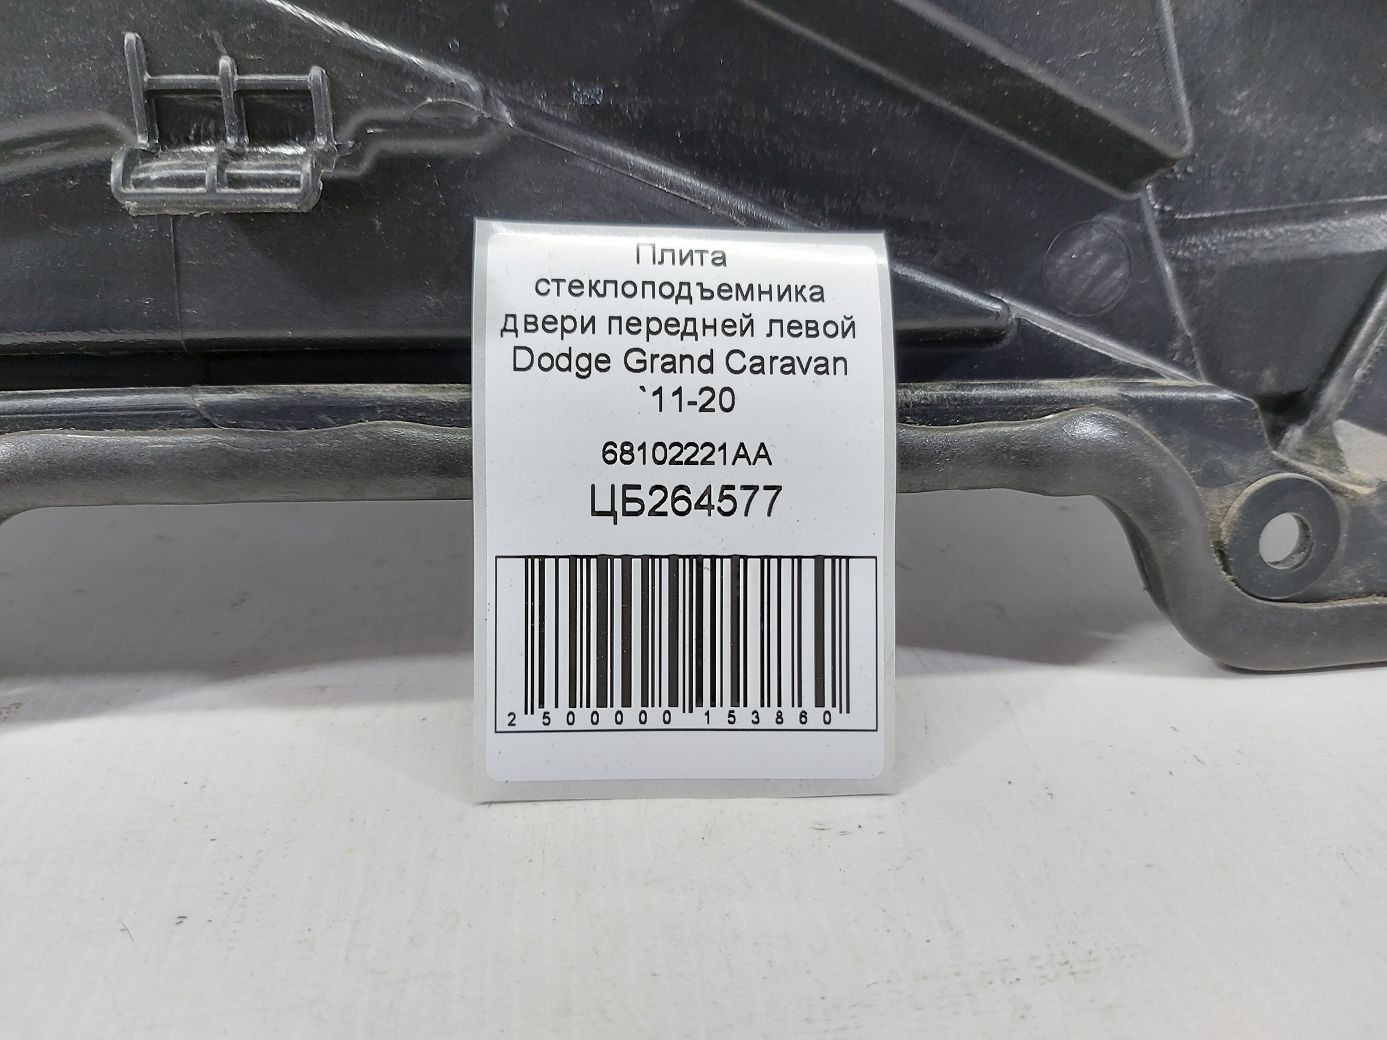 Плита
стеклоподъемника
двери передней левой
Dodge Grand Caravan
`11-20
68102221AA
ЦБ264577
2 500000 153860